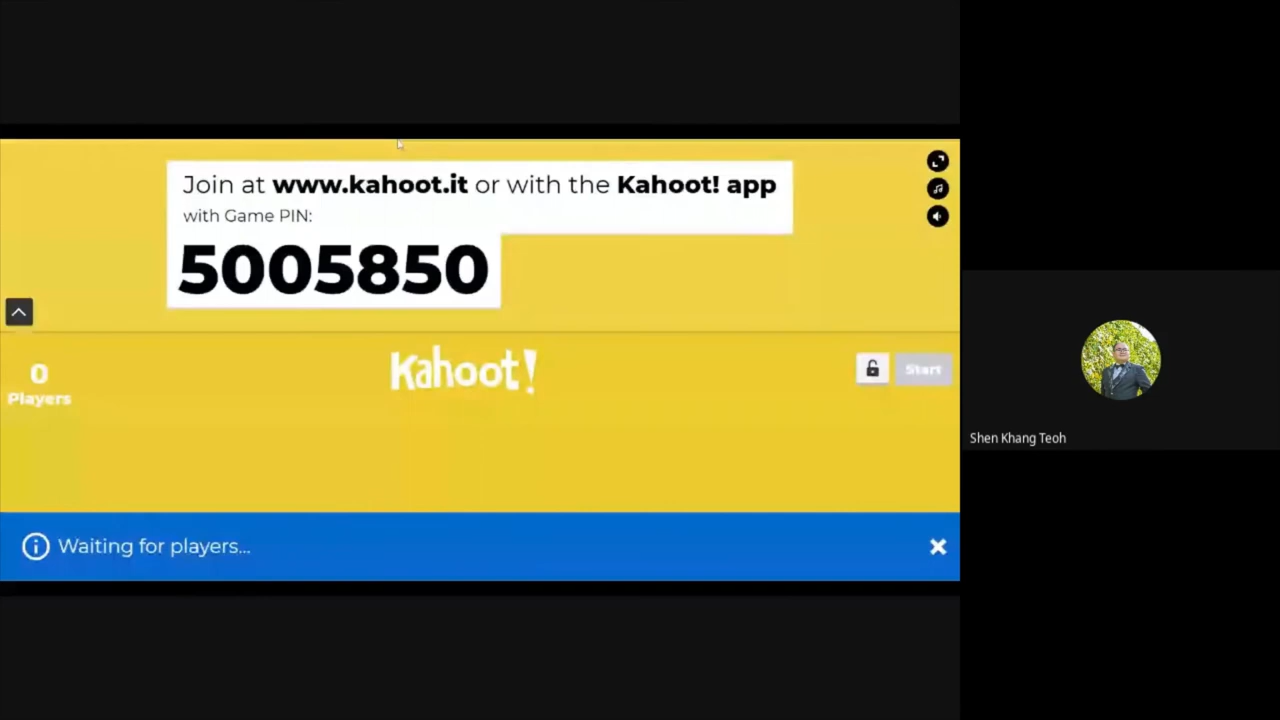 Join at www.kahoot.it or with the Kahoot! app
with Game PIN:
5005850
0
Players
Kahoot!
Start
Waiting for players...
Shen Khang Teoh